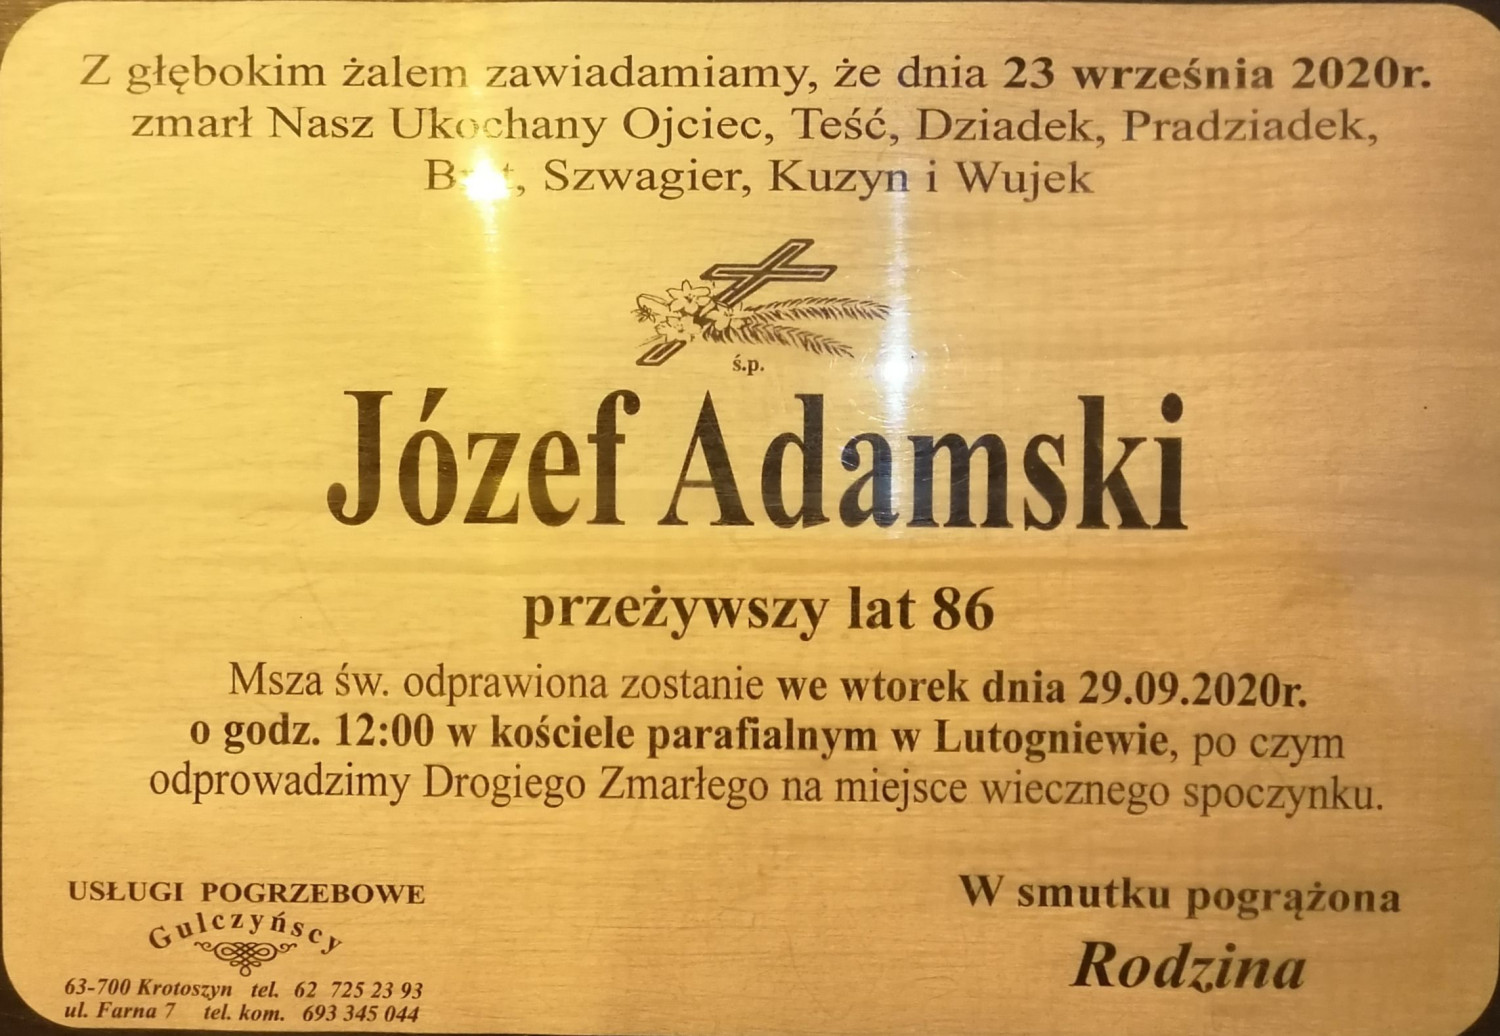 Z głębokim żalem zawiadamiamy, że dnia 23 września 2020r.
zmarł Nasz Ukochany Ojciec, Teść, Dziadek, Pradziadek,
Brat, Szwagier, Kuzyn i Wujek
ś.p.
Józef Adamski
przeżywszy lat 86
Msza św. odprawiona zostanie we wtorek dnia 29.09.2020r.
o godz. 12:00 w kościele parafialnym w Lutogniewie, po czym
odprowadzimy Drogiego Zmarłego na miejsce wiecznego spoczynku.
W smutku pogrążona
Rodzina
USŁUGI POGRZEBOWE
Gulczyńscy
63-700 Krotoszyn tel. 62 725 23 93
ul. Farna 7 tel. kom. 693 345 044